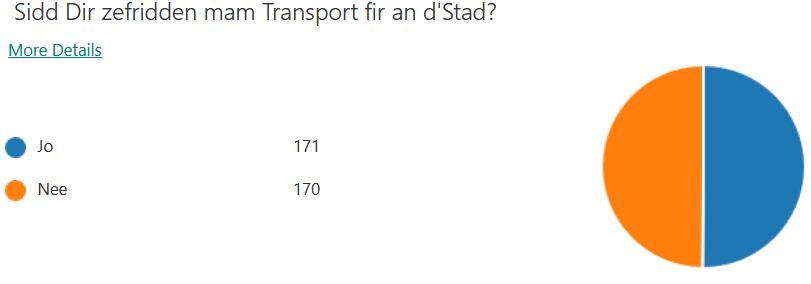 Sidd Dir zefridden mam Transport fir an d'Stad?
More Details
Jo 171
Nee 170